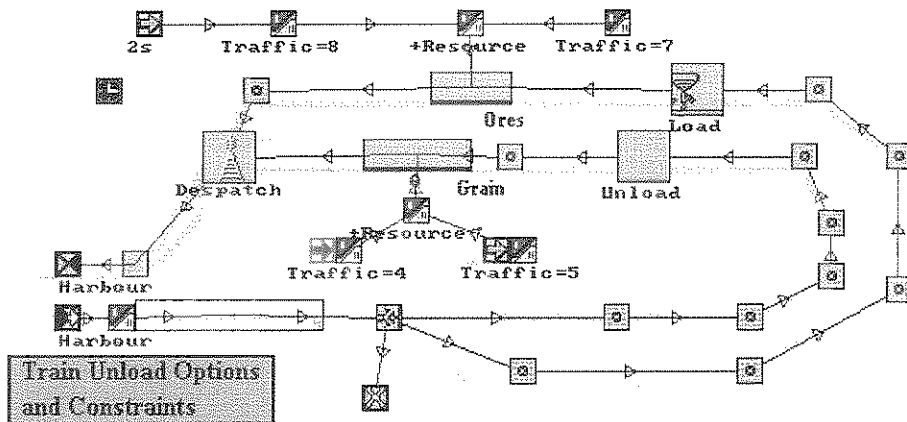 2s
Traffic=8
+Resource
Traffic=7
Ores
Load
Despatch
Grain
Unload
+Resource
Traffic=4
Traffic=5
Harbour
Harbour
Train Unload Options
and Constraints